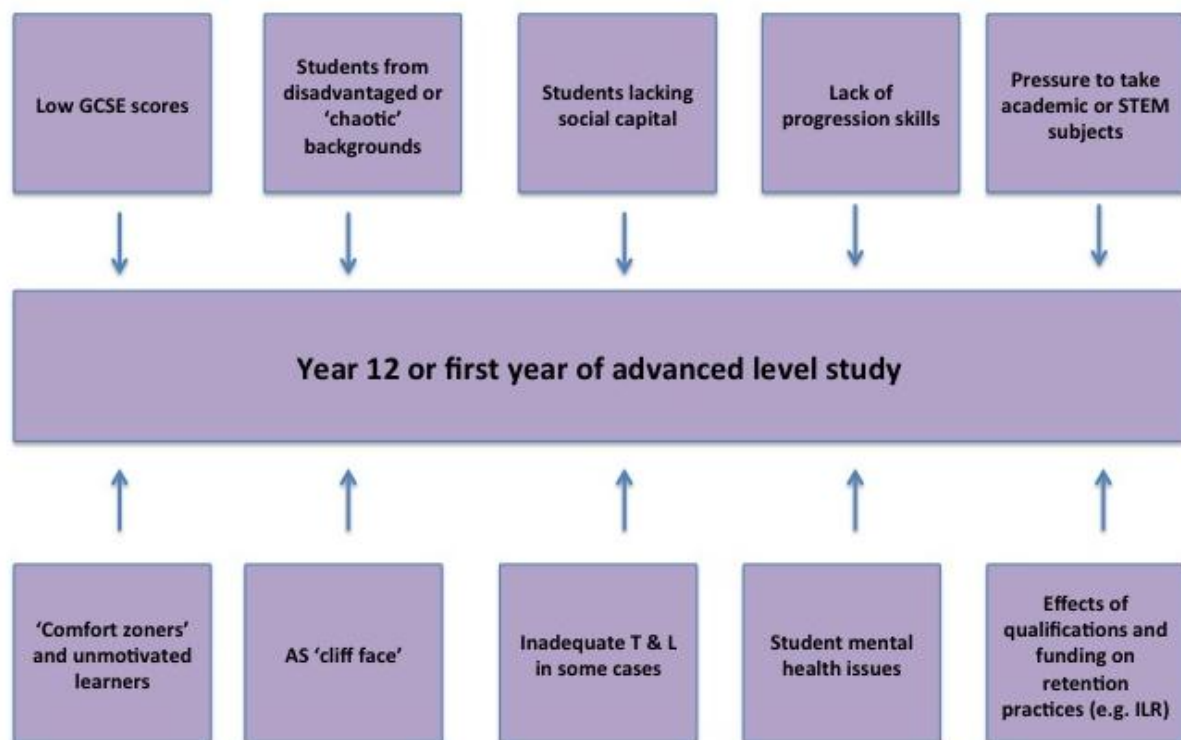 Low GCSE scores
Students from
disadvantaged or
‘chaotic’
backgrounds
Students lacking
social capital
Lack of
progression skills
Pressure to take
academic or STEM
subjects
Year 12 or first year of advanced level study
‘Comfort zoners’
and unmotivated
learners
AS ‘cliff face’
Inadequate T & L
in some cases
Student mental
health issues
Effects of
qualifications and
funding on
retention
practices (e.g. ILR)